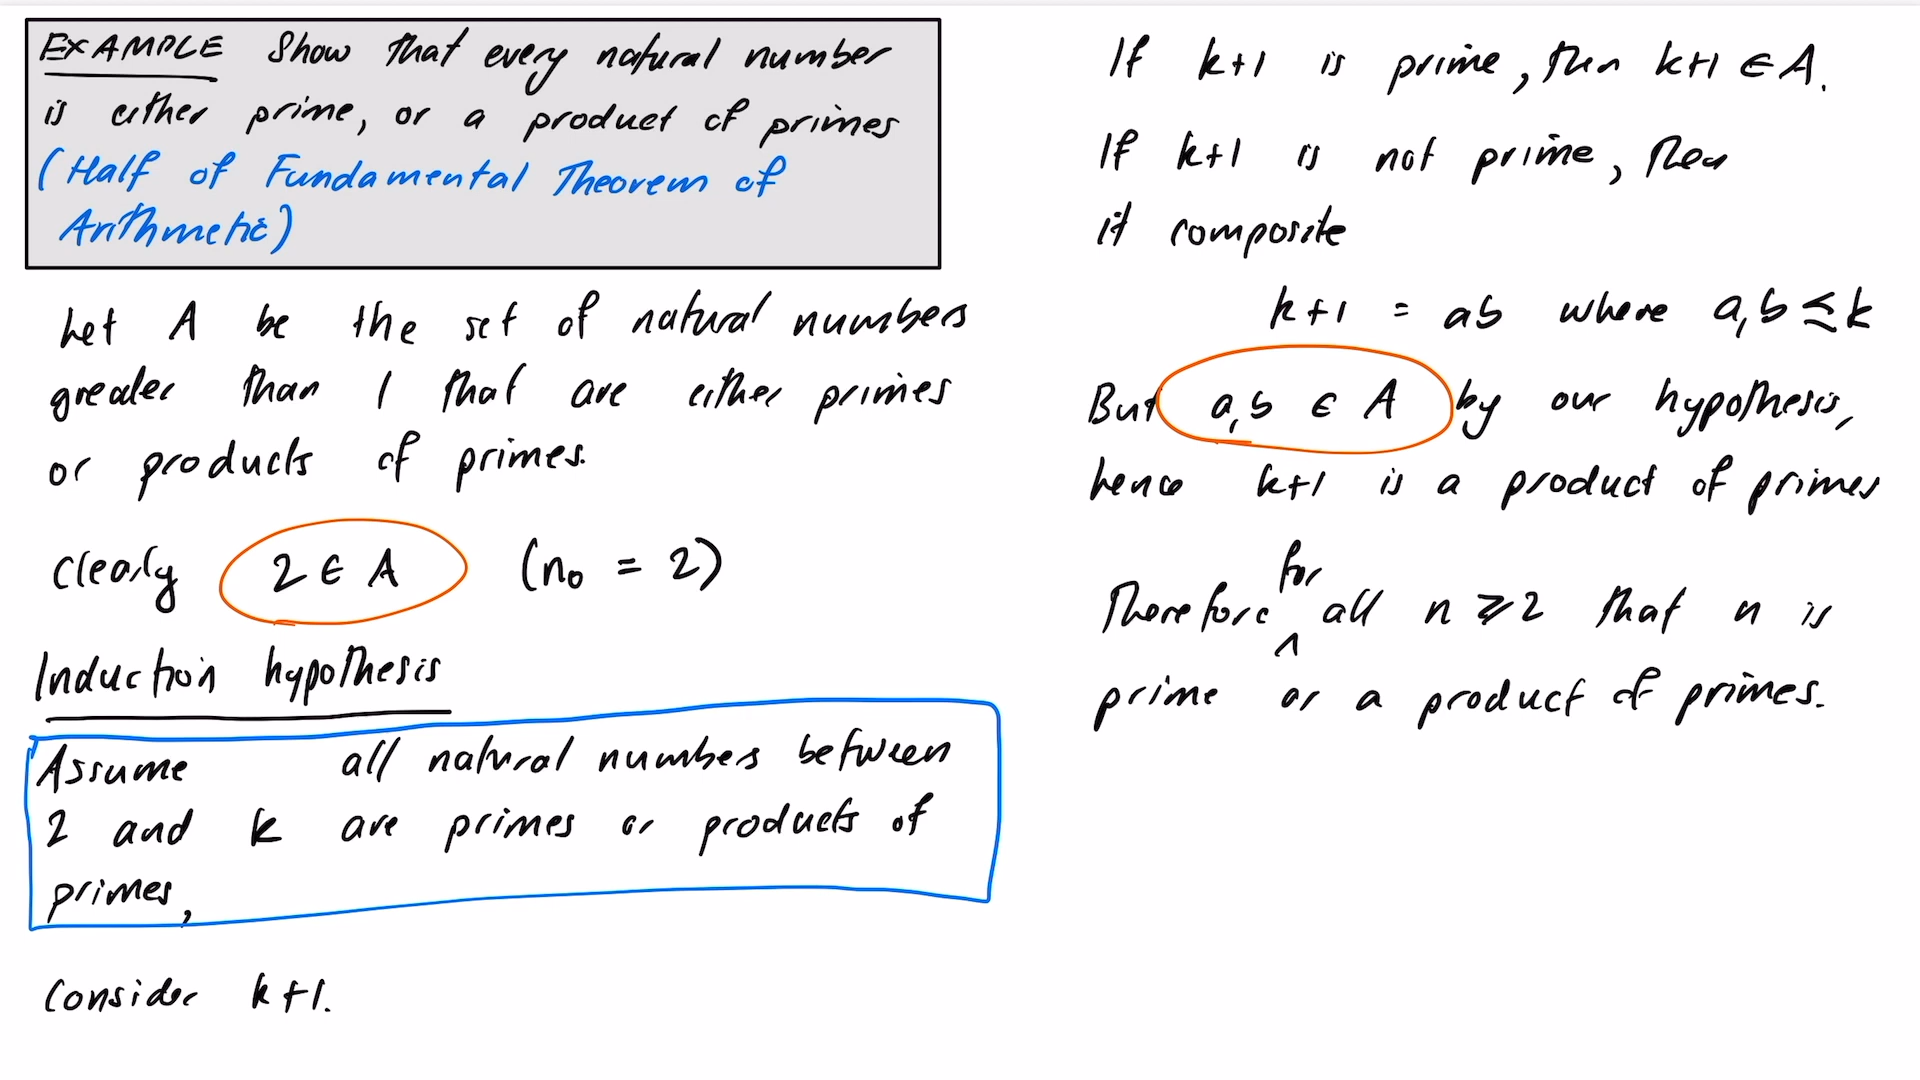 EXAMPLE Show that every natural number
is either prime, or a product of primes
(Half of Fundamental Theorem of
Arithmetic)
Let A be the set of natural numbers
greater than 1 that are either primes
or products of primes.
Clearly 2 ∈ A (n₀ = 2)
Induction hypothesis
Assume all natural numbers between
2 and k are primes or products of
primes,
Consider k+1.
If k+1 is prime, then k+1 ∈ A.
If k+1 is not prime, then
it composite
k+1 = ab where a,b ≤ k
But a,b ∈ A by our hypothesis,
hence k+1 is a product of primes
Therefore for all n ≥ 2 that n is
prime or a product of primes.